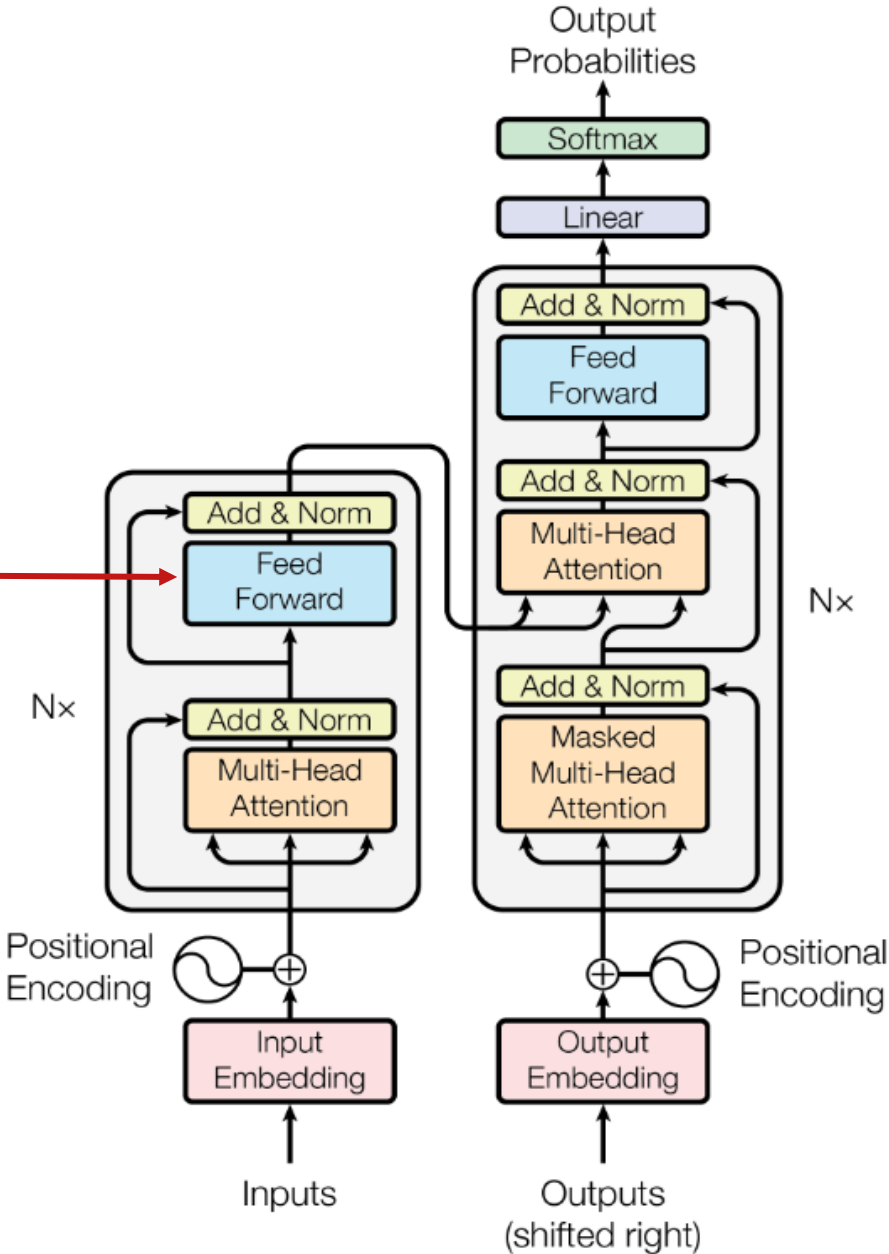 Output
Probabilities
Softmax
Linear
Add & Norm
Feed
Forward
Add & Norm
Multi-Head
Attention
Nx
Add & Norm
Masked
Multi-Head
Attention
Add & Norm
Feed
Forward
Nx
Add & Norm
Multi-Head
Attention
Positional
Encoding
Positional
Encoding
Input
Embedding
Output
Embedding
Inputs
Outputs
(shifted right)